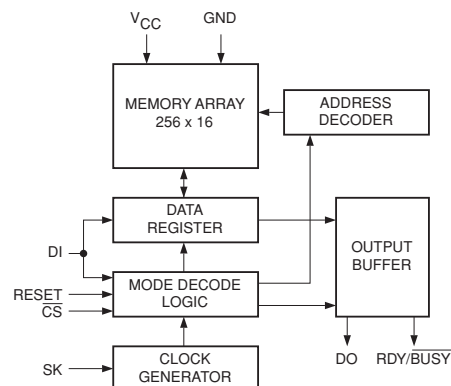 VCC GND
MEMORY ARRAY
256 x 16
ADDRESS
DECODER
DATA
REGISTER
DI
OUTPUT
BUFFER
MODE DECODE
LOGIC
RESET
CS
DO RDY/BUSY
SK
CLOCK
GENERATOR